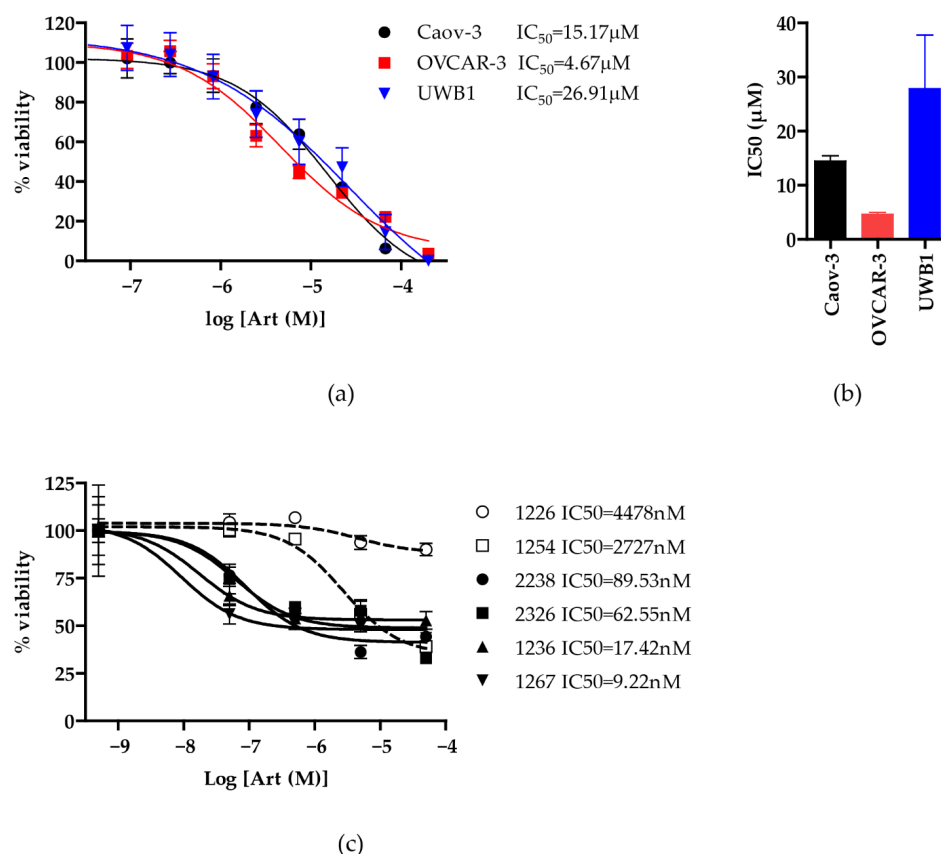 120
100
80
60
40
20
0
% viability
−7
−6
−5
−4
log [Art (M)]
Caov-3 IC50=15.17µM
OVCAR-3 IC50=4.67µM
UWB1 IC50=26.91µM
(a)
40
30
20
10
0
IC50 (µM)
Caov-3
OVCAR-3
UWB1
(b)
125
100
75
50
25
0
% viability
−9
−8
−7
−6
−5
−4
Log [Art (M)]
1226 IC50=4478nM
1254 IC50=2727nM
2238 IC50=89.53nM
2326 IC50=62.55nM
1236 IC50=17.42nM
1267 IC50=9.22nM
(c)